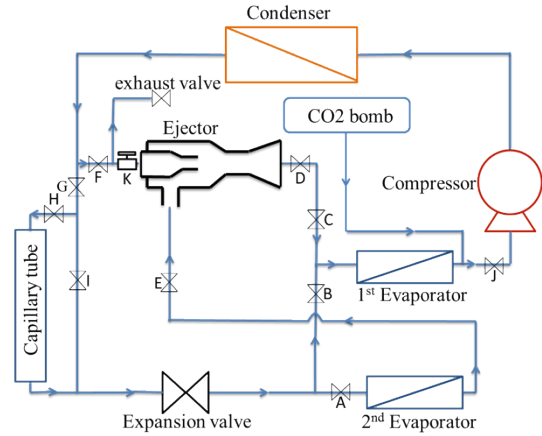 Condenser
exhaust valve
CO2 bomb
Ejector
F
K
D
Compressor
G
H
C
J
Capillary tube
I
E
B
1st Evaporator
A
Expansion valve
2nd Evaporator